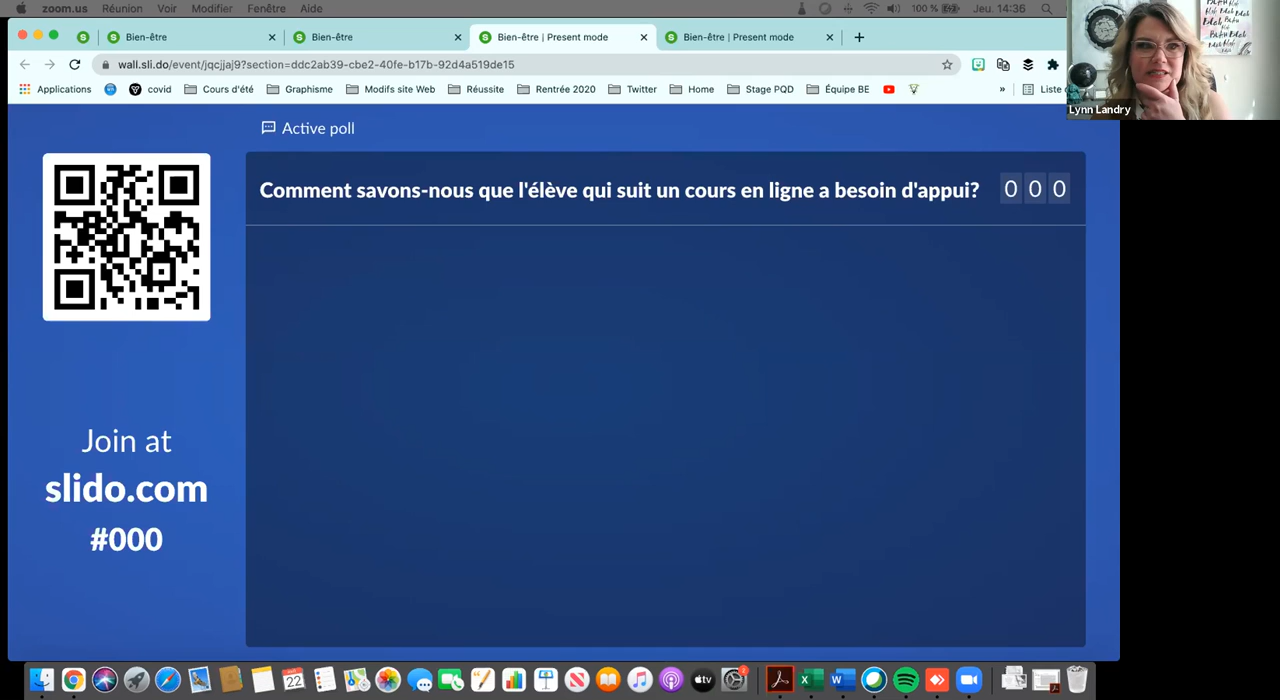 zoom.us Réunion Voir Modifier Fenêtre Aide 100 % Jeu. 14:36
Bien-être Bien-être Bien-être | Present mode Bien-être | Present mode
wall.sli.do/event/jqcjjaj9?section=ddc2ab39-cbe2-40fe-b17b-92d4a519de15
Applications covid Cours d'été Graphisme Modifs site Web Réussite Rentrée 2020 Twitter Home Stage PQD Équipe BE » Liste
Lynn Landry
Active poll
Comment savons-nous que l'élève qui suit un cours en ligne a besoin d'appui? 0 0 0
Join at
slido.com
#000
22
tv
2